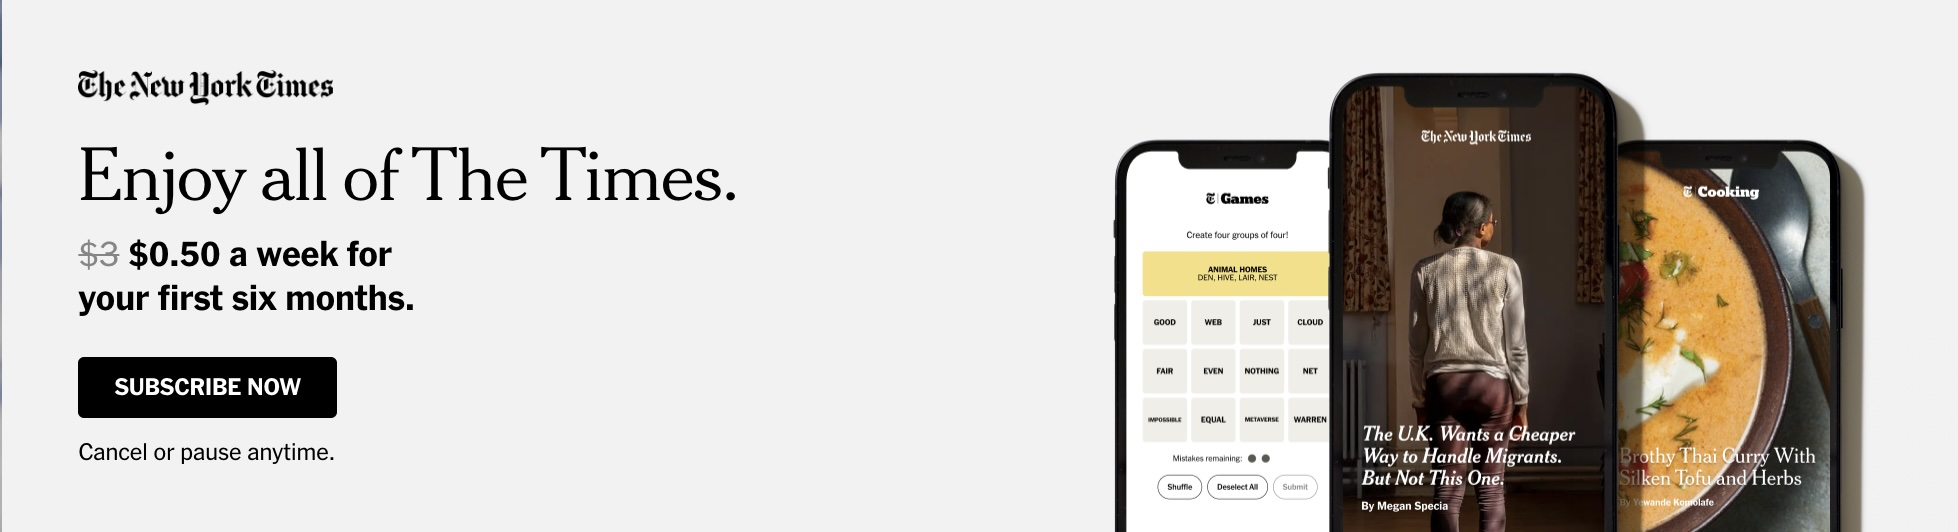 The New York Times
Enjoy all of The Times.
$3 $0.50 a week for
your first six months.
SUBSCRIBE NOW
Cancel or pause anytime.
T Games
Create four groups of four!
ANIMAL HOMES
DEN, HIVE, LAIR, NEST
GOOD WEB JUST CLOUD
FAIR EVEN NOTHING NET
IMPOSSIBLE EQUAL METAVERSE WARREN
Mistakes remaining:
Shuffle Deselect All Submit
The New York Times
The U.K. Wants a Cheaper
Way to Handle Migrants.
But Not This One.
By Megan Specia
T Cooking
Brothy Thai Curry With
Silken Tofu and Herbs
By Yewande Komolafe